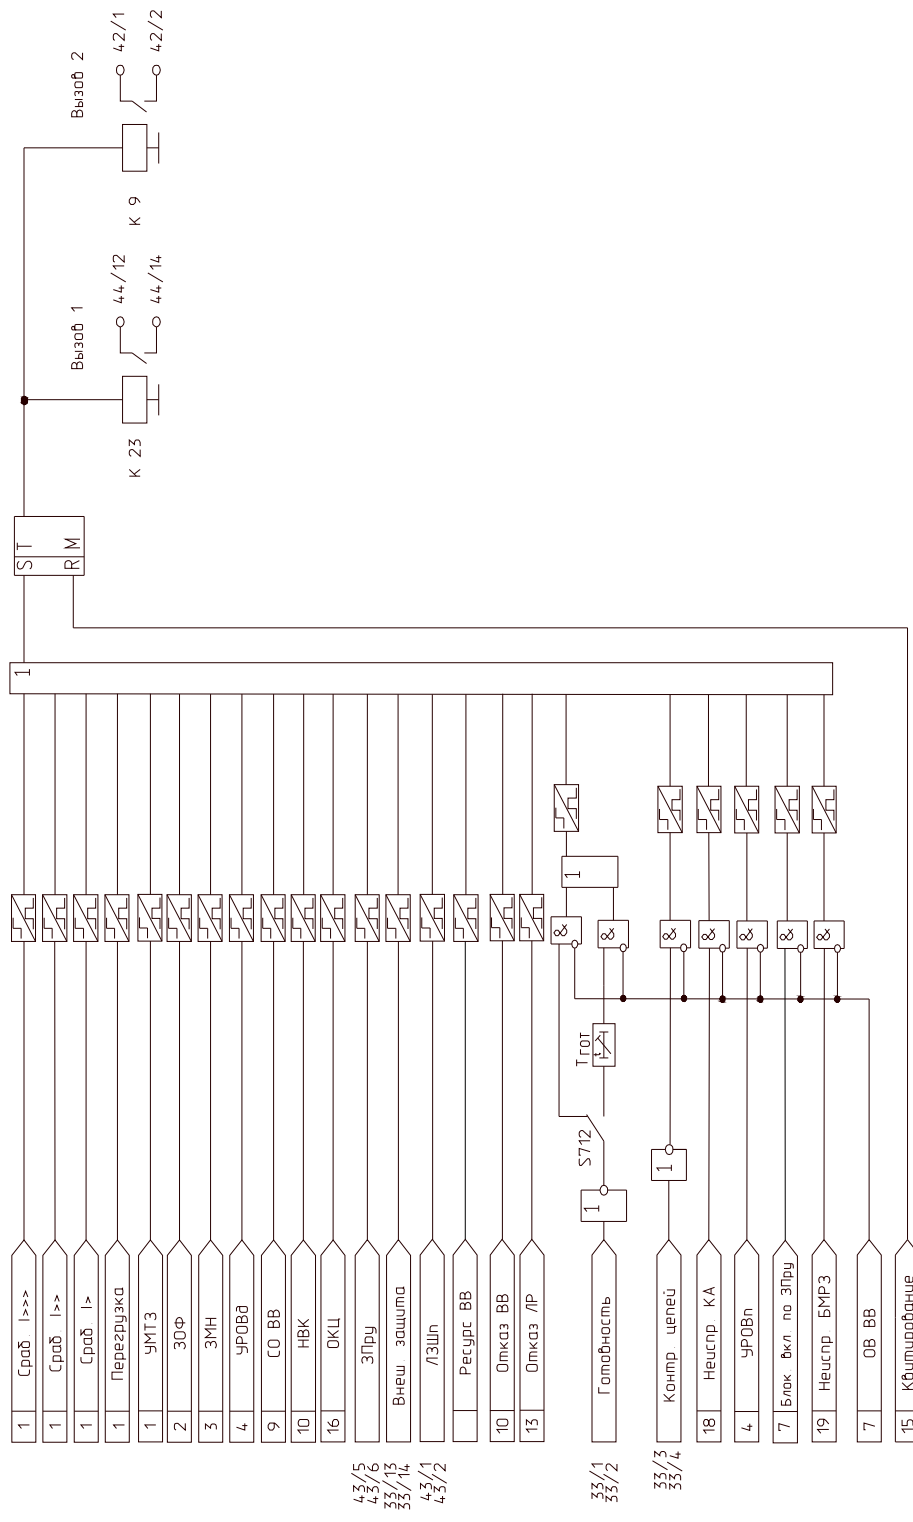 Вызов 2
42/1
42/2
К 9
Вызов 1
44/12
44/14
К 23
S T
R M
1
1
&
&
&
&
&
&
&
Тгот
S712
1
1
1 Сраб. I>>>
1 Сраб. I>>
1 Сраб. I>
1 Перегрузка
1 УМТЗ
2 ЗОФ
3 ЗМН
4 УРОВд
9 СО ВВ
10 НВК
16 ОКЦ
43/5
43/6
ЗПру
33/13
33/14
Внеш защита
43/1
43/2
ЛЗШп
Ресурс ВВ
10 Отказ ВВ
13 Отказ ЛР
33/1
33/2
Готовность
33/3
33/4
Контр цепей
18 Неиспр. КА
4 УРОВп
7 Блок. вкл. по ЗПру
19 Неиспр БМРЗ
7 ОВ ВВ
15 Квитирование